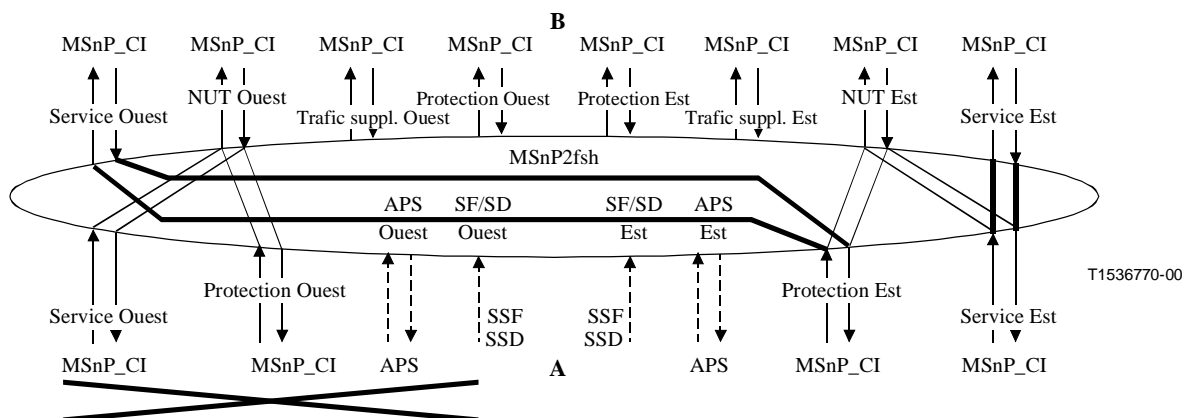 B
MSnP_CI MSnP_CI MSnP_CI MSnP_CI MSnP_CI MSnP_CI MSnP_CI MSnP_CI
NUT Ouest Protection Ouest Protection Est NUT Est
Service Ouest Trafic suppl. Ouest Trafic suppl. Est Service Est
MSnP2fsh
APS SF/SD SF/SD APS
Ouest Ouest Est Est
T1536770-00
Protection Ouest Protection Est
Service Ouest SSF SSF Service Est
SSD SSD
MSnP_CI MSnP_CI APS A APS MSnP_CI MSnP_CI